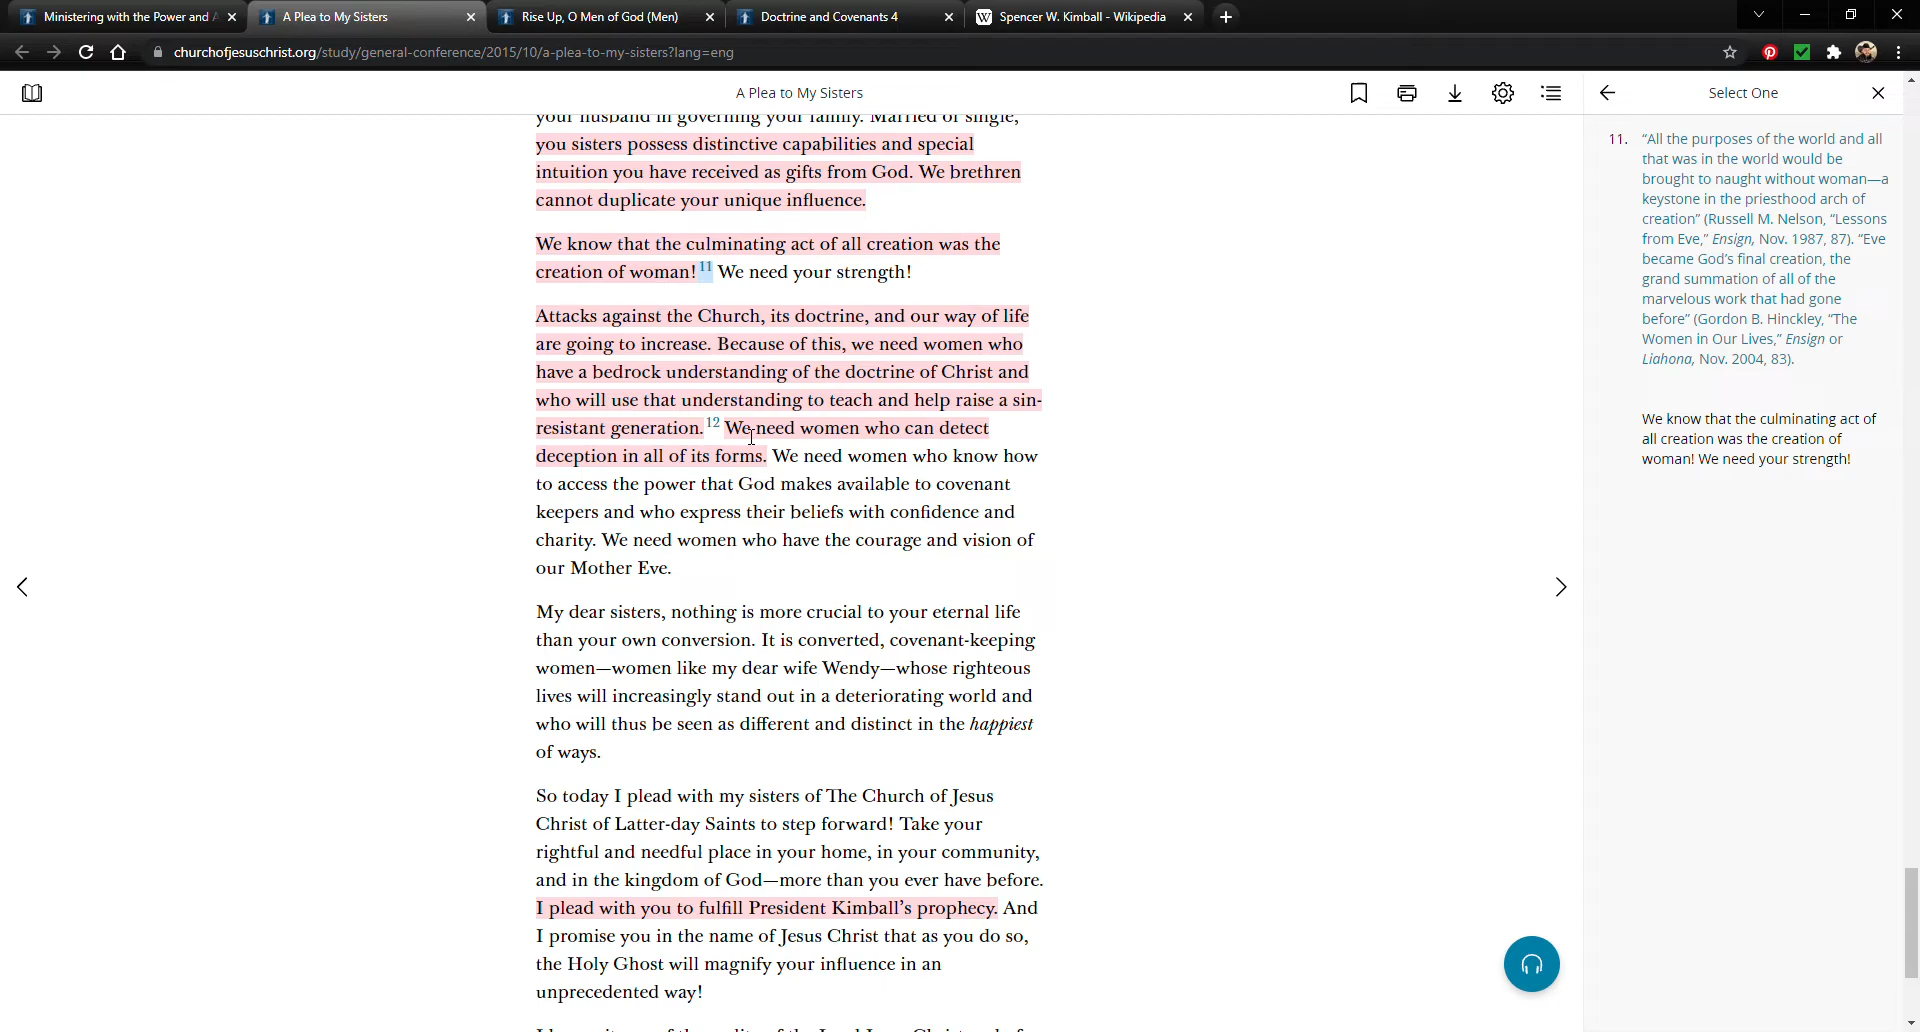 Ministering with the Power and A
A Plea to My Sisters
Rise Up, O Men of God (Men)
Doctrine and Covenants 4
W Spencer W. Kimball - Wikipedia
churchofjesuschrist.org/study/general-conference/2015/10/a-plea-to-my-sisters?lang=eng
A Plea to My Sisters
Select One
your husband in governing your family. Married or single,
you sisters possess distinctive capabilities and special
intuition you have received as gifts from God. We brethren
cannot duplicate your unique influence.
We know that the culminating act of all creation was the
creation of woman!11 We need your strength!
Attacks against the Church, its doctrine, and our way of life
are going to increase. Because of this, we need women who
have a bedrock understanding of the doctrine of Christ and
who will use that understanding to teach and help raise a sin-
resistant generation.12 We need women who can detect
deception in all of its forms. We need women who know how
to access the power that God makes available to covenant
keepers and who express their beliefs with confidence and
charity. We need women who have the courage and vision of
our Mother Eve.
My dear sisters, nothing is more crucial to your eternal life
than your own conversion. It is converted, covenant-keeping
women—women like my dear wife Wendy—whose righteous
lives will increasingly stand out in a deteriorating world and
who will thus be seen as different and distinct in the happiest
of ways.
So today I plead with my sisters of The Church of Jesus
Christ of Latter-day Saints to step forward! Take your
rightful and needful place in your home, in your community,
and in the kingdom of God—more than you ever have before.
I plead with you to fulfill President Kimball's prophecy. And
I promise you in the name of Jesus Christ that as you do so,
the Holy Ghost will magnify your influence in an
unprecedented way!
11. “All the purposes of the world and all
that was in the world would be
brought to naught without woman—a
keystone in the priesthood arch of
creation” (Russell M. Nelson, “Lessons
from Eve,” Ensign, Nov. 1987, 87). “Eve
became God's final creation, the
grand summation of all of the
marvelous work that had gone
before” (Gordon B. Hinckley, “The
Women in Our Lives,” Ensign or
Liahona, Nov. 2004, 83).
We know that the culminating act of
all creation was the creation of
woman! We need your strength!